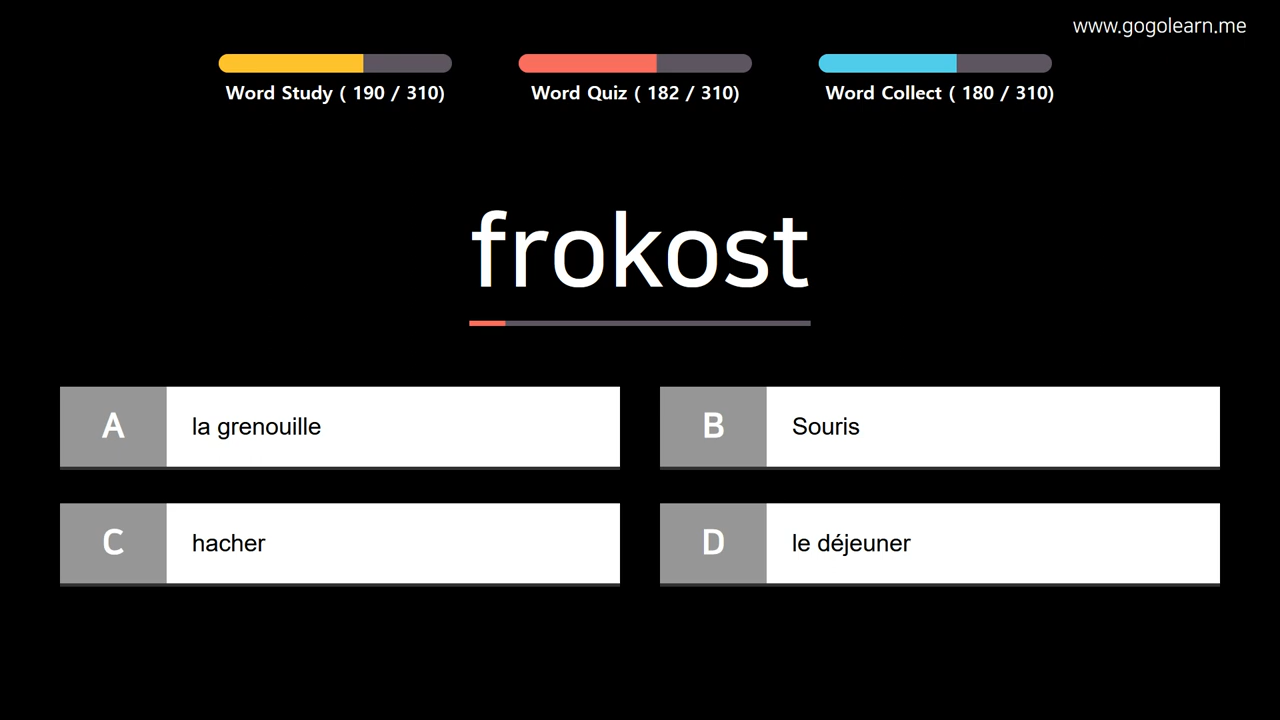 www.gogolearn.me
Word Study ( 190 / 310)
Word Quiz ( 182 / 310)
Word Collect ( 180 / 310)
frokost
A la grenouille
B Souris
C hacher
D le déjeuner